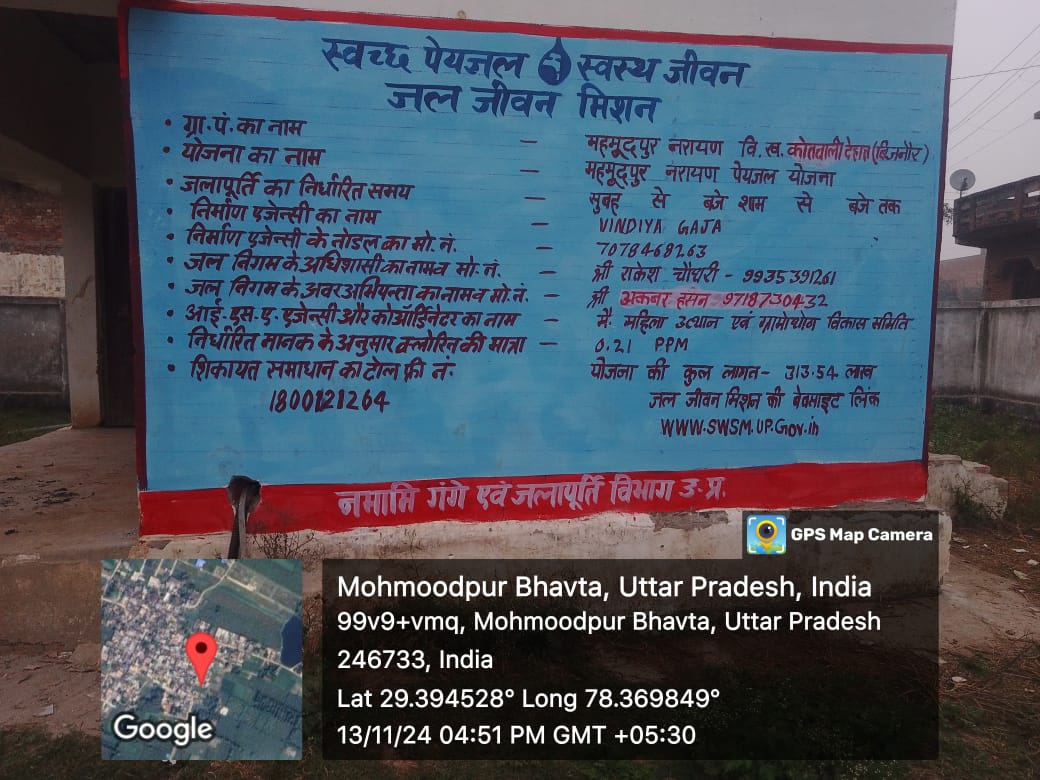 स्वच्छ पेयजल स्वस्थ जीवन
जल जीवन मिशन
• ग्रा.पं.का नाम – महमूदपुर नरायण वि.ख. कोतवाली देहात (बिजनौर)
• योजना का नाम – महमूदपुर नरायण पेयजल योजना
• जलापूर्ति का निर्धारित समय – सुबह से बजे शाम से बजे तक
• निर्माण एजेन्सी का नाम – VINDIYA GAJA
• निर्माण एजेन्सी के नोडल का मो.नं. – 7078468263
• जल निगम के अधिशासी का नाम व मो.नं. – श्री राकेश चौधरी - 9935391261
• जल निगम के अवर अभियन्ता का नाम व मो.नं. – श्री अकबर हसन - 9718730432
• आई.एस.ए. एजेन्सी और कोऑर्डिनेटर का नाम – मै. महिला उत्थान एवं ग्रामोद्योग विकास समिति
• निर्धारित मानक के अनुसार क्लोरिन की मात्रा – 0.21 PPM
• शिकायत समाधान का टोल फ्री नं. योजना की कुल लागत - 313.54 लाख
1800121264 जल जीवन मिशन की बेवसाइट लिंक
WWW.SWSM.UP.Gov.in
नमामि गंगे एवं जलापूर्ति विभाग उ.प्र.
GPS Map Camera
Mohmoodpur Bhavta, Uttar Pradesh, India
99v9+vmq, Mohmoodpur Bhavta, Uttar Pradesh
246733, India
Lat 29.394528° Long 78.369849°
13/11/24 04:51 PM GMT +05:30
Google